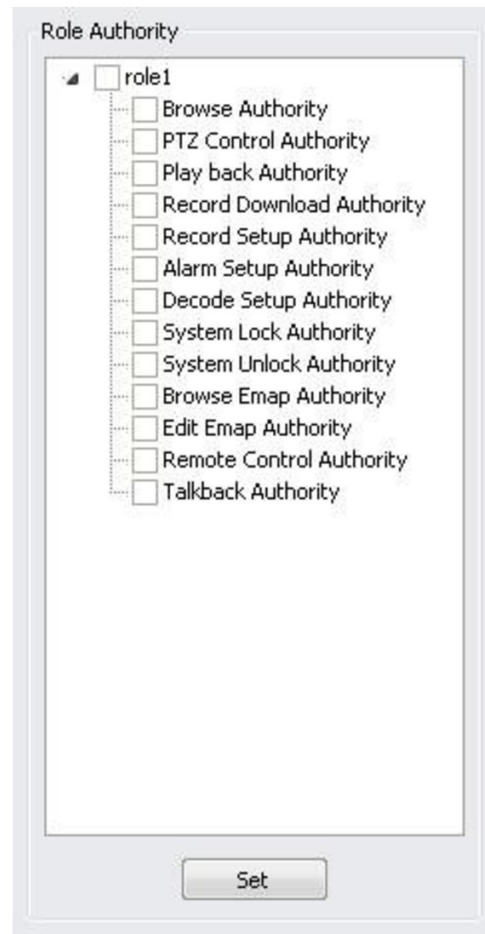 Role Authority
role1
Browse Authority
PTZ Control Authority
Play back Authority
Record Download Authority
Record Setup Authority
Alarm Setup Authority
Decode Setup Authority
System Lock Authority
System Unlock Authority
Browse Emap Authority
Edit Emap Authority
Remote Control Authority
Talkback Authority
Set